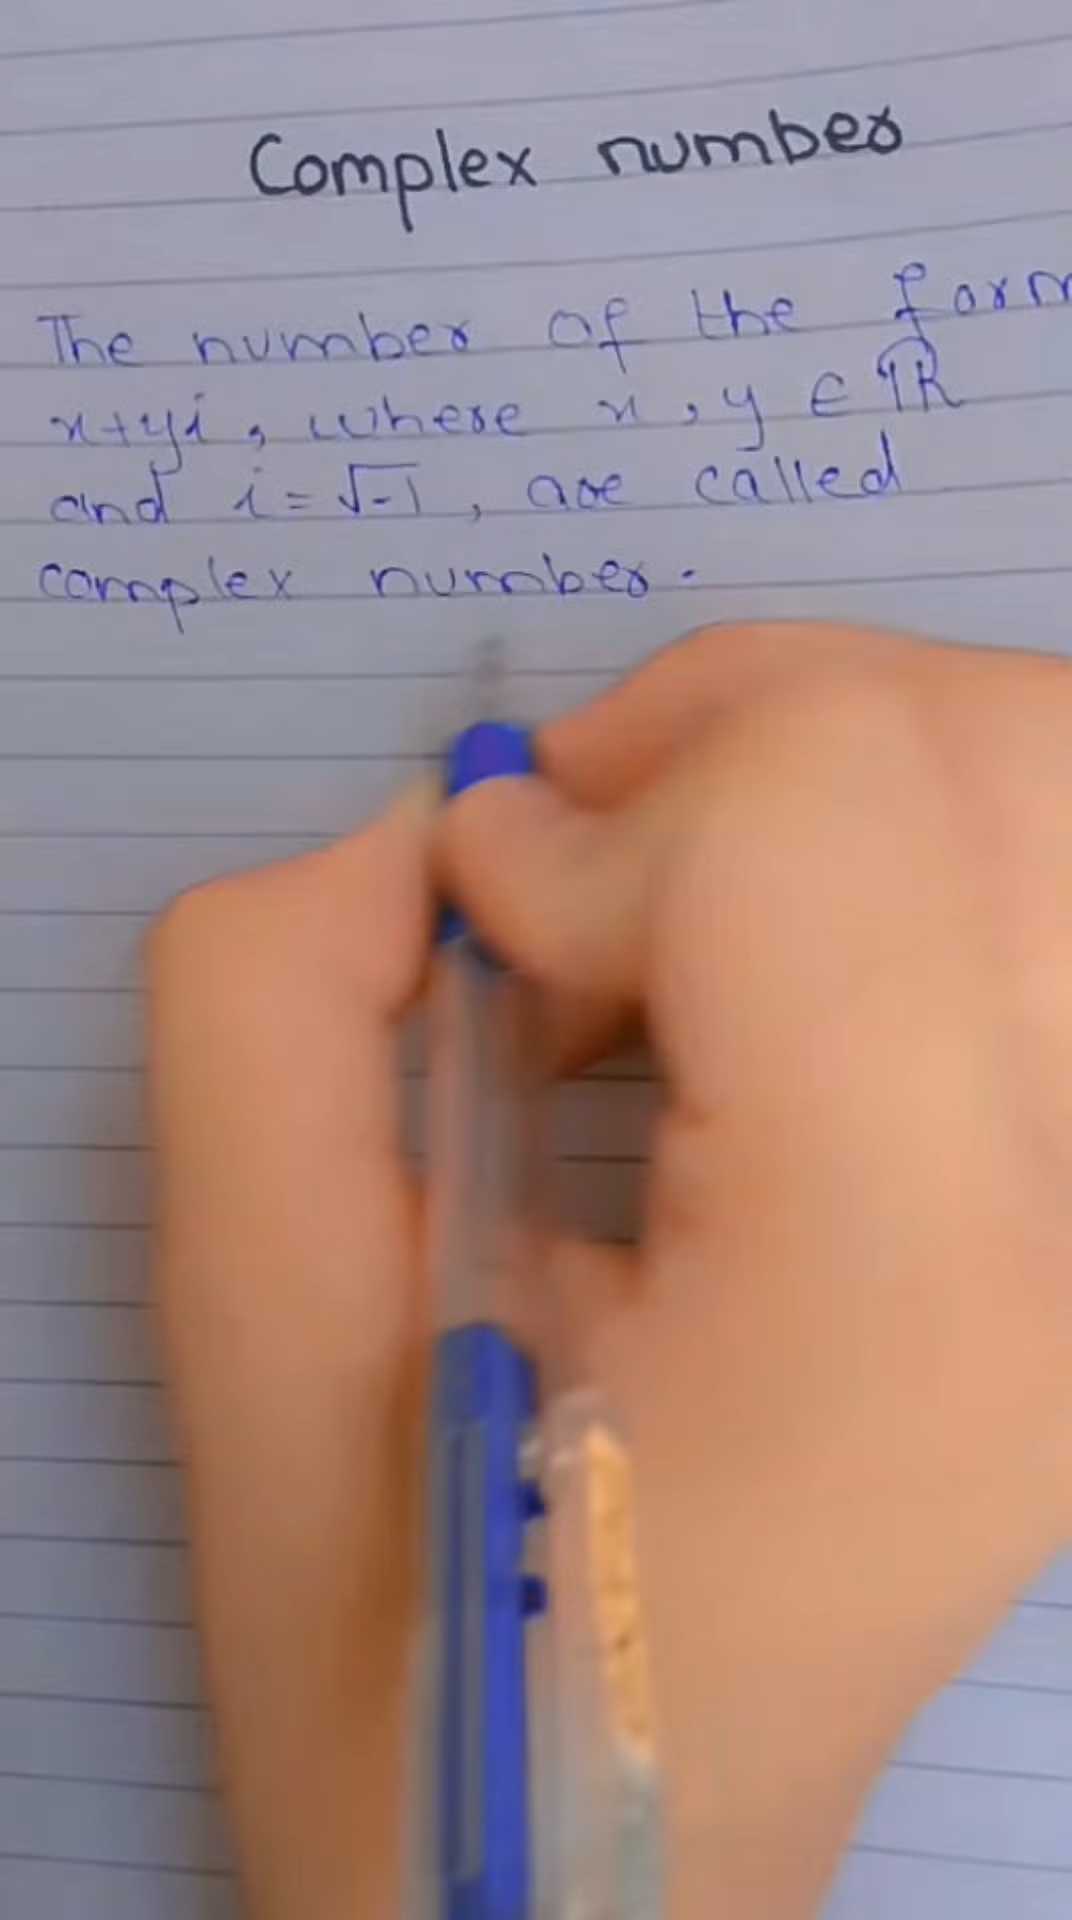 Complex number
The number of the form
x+yi, where x, y ∈ ℝ
and i = √-1, are called
complex number.